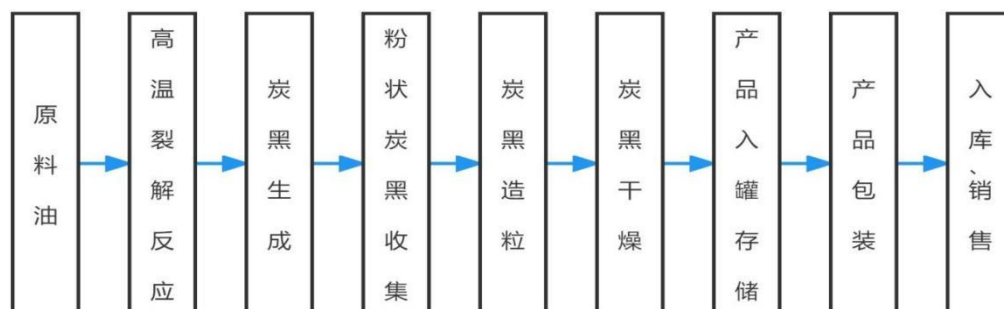 原料油
高温裂解反应
炭黑生成
粉状炭黑收集
炭黑造粒
炭黑干燥
产品入罐存储
产品包装
入库、销售